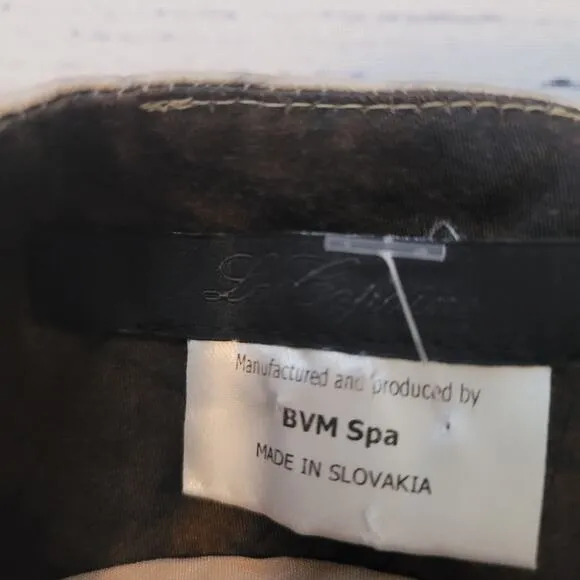 Manufactured and produced by
BVM Spa
MADE IN SLOVAKIA